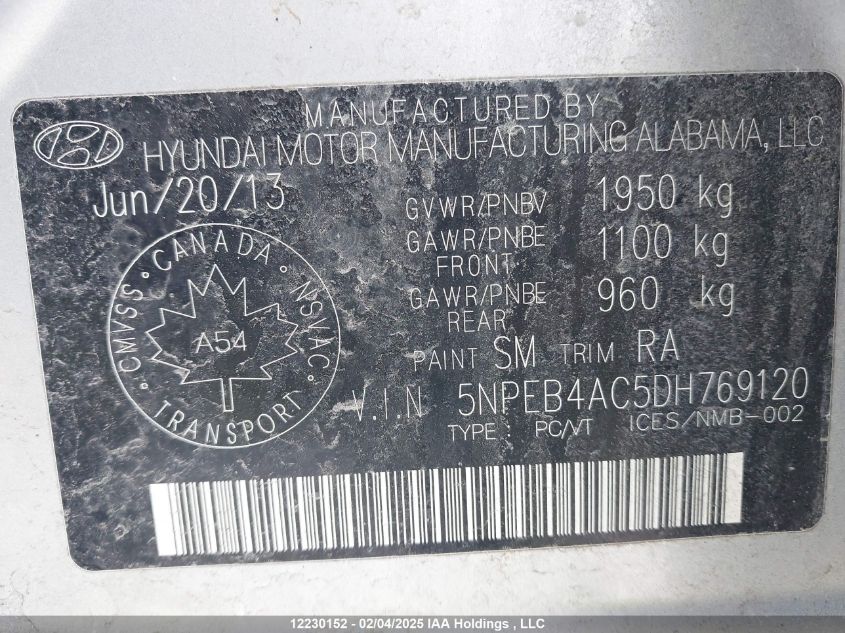 MANUFACTURED BY
HYUNDAI MOTOR MANUFACTURING ALABAMA, LLC
Jun/20/13
GVWR/PNBV 1950 kg
GAWR/PNBE FRONT 1100 kg
GAWR/PNBE REAR 960 kg
CMVSS · CANADA · NSVAC · TRANSPORT ·
A54
PAINT SM TRIM RA
V.I.N 5NPEB4AC5DH769120
TYPE : PC/VT ICES/NMB-002
12230152 - 02/04/2025 IAA Holdings , LLC